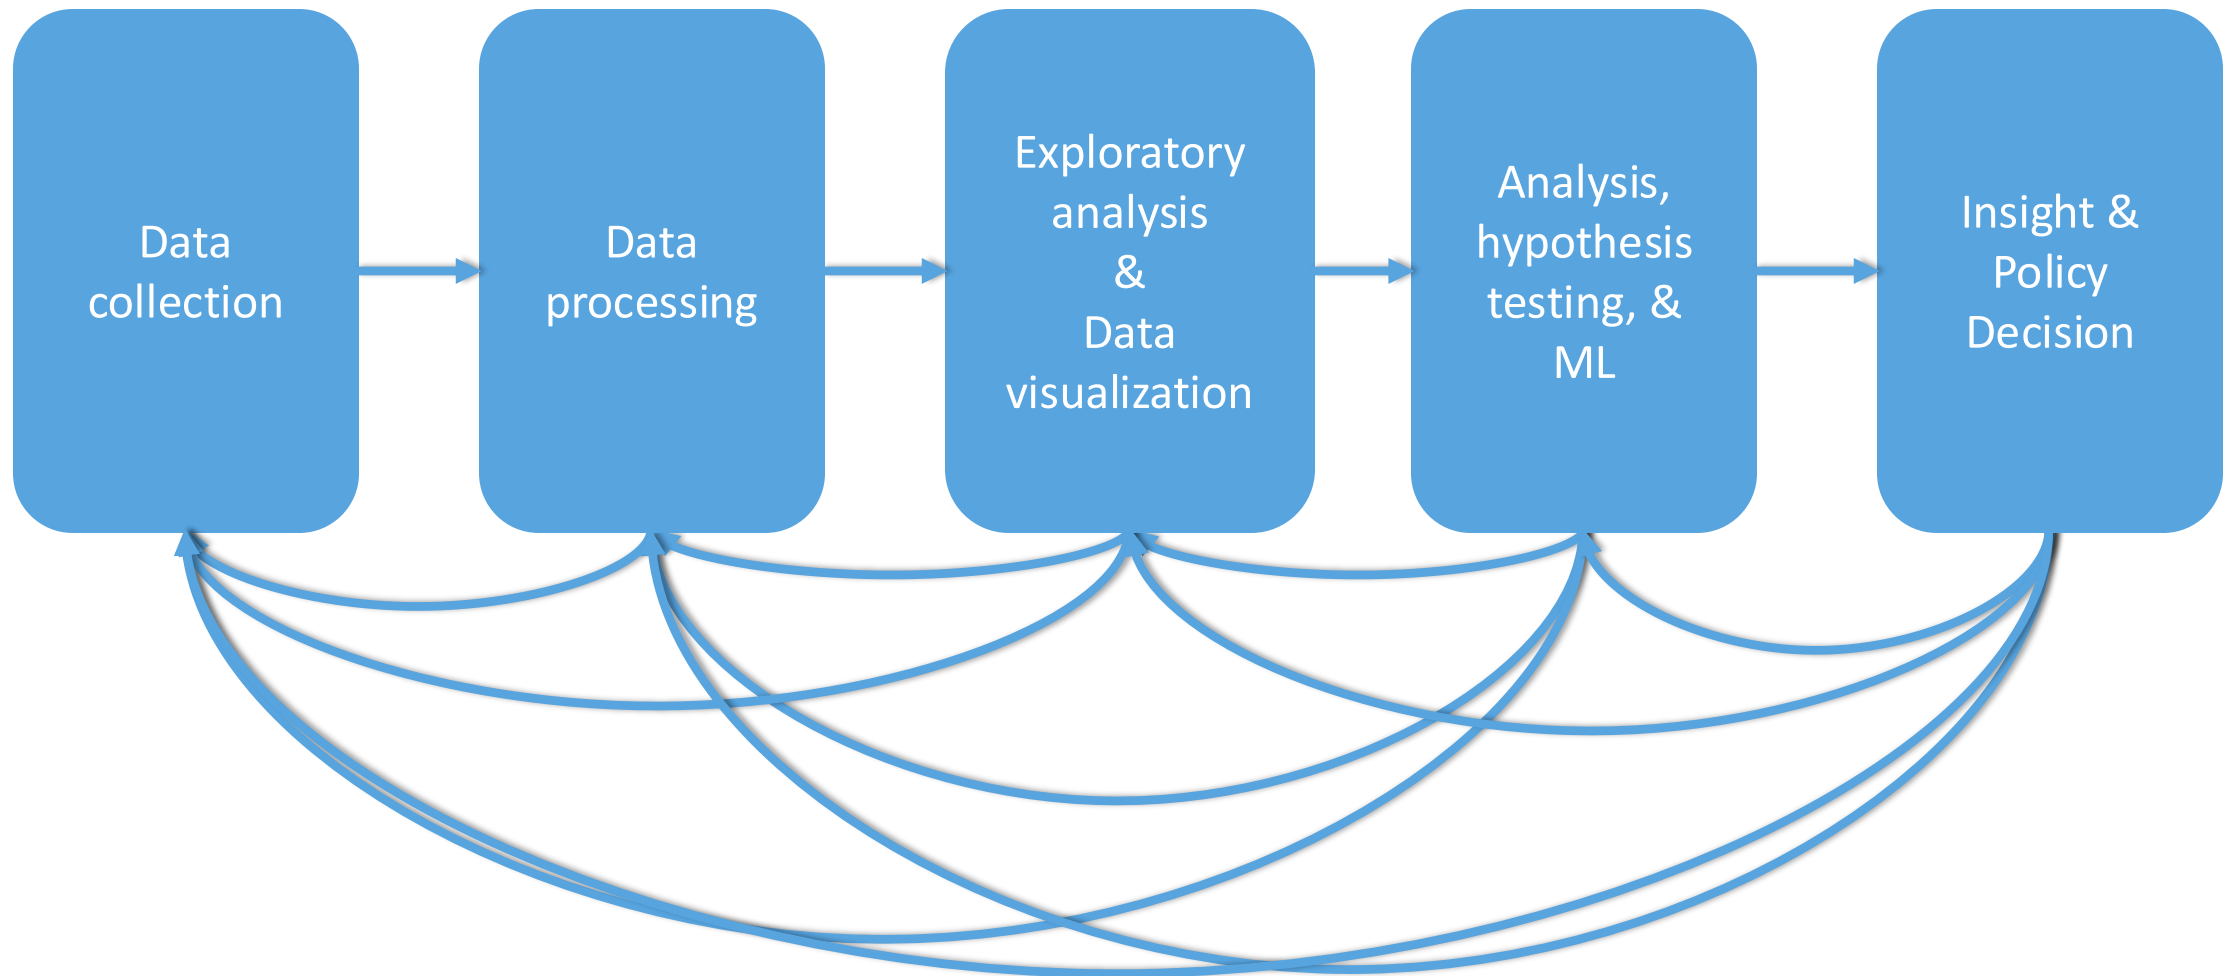 Data
collection
Data
processing
Exploratory
analysis
&
Data
visualization
Analysis,
hypothesis
testing, &
ML
Insight &
Policy
Decision